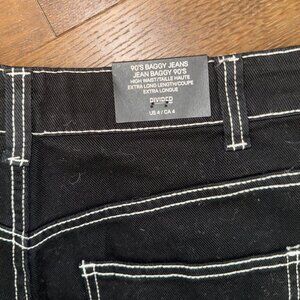 90'S BAGGY JEANS
JEAN BAGGY 90'S
HIGH WAIST/TAILLE HAUTE
EXTRA LONG LENGTH/COUPE
EXTRA LONGUE
DIVIDED
US 4 / CA 4